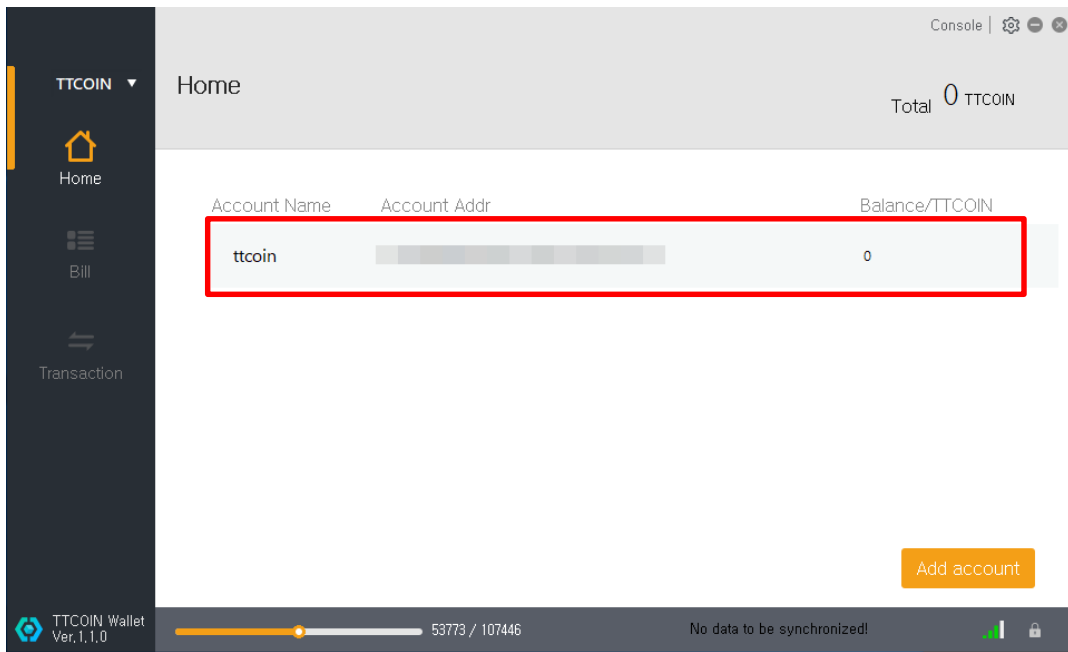 Console
TTCOIN
Home
Total 0 TTCOIN
Home
Account Name Account Addr Balance/TTCOIN
ttcoin 0
Bill
Transaction
Add account
TTCOIN Wallet
Ver.1.1.0
53773 / 107446
No data to be synchronized!